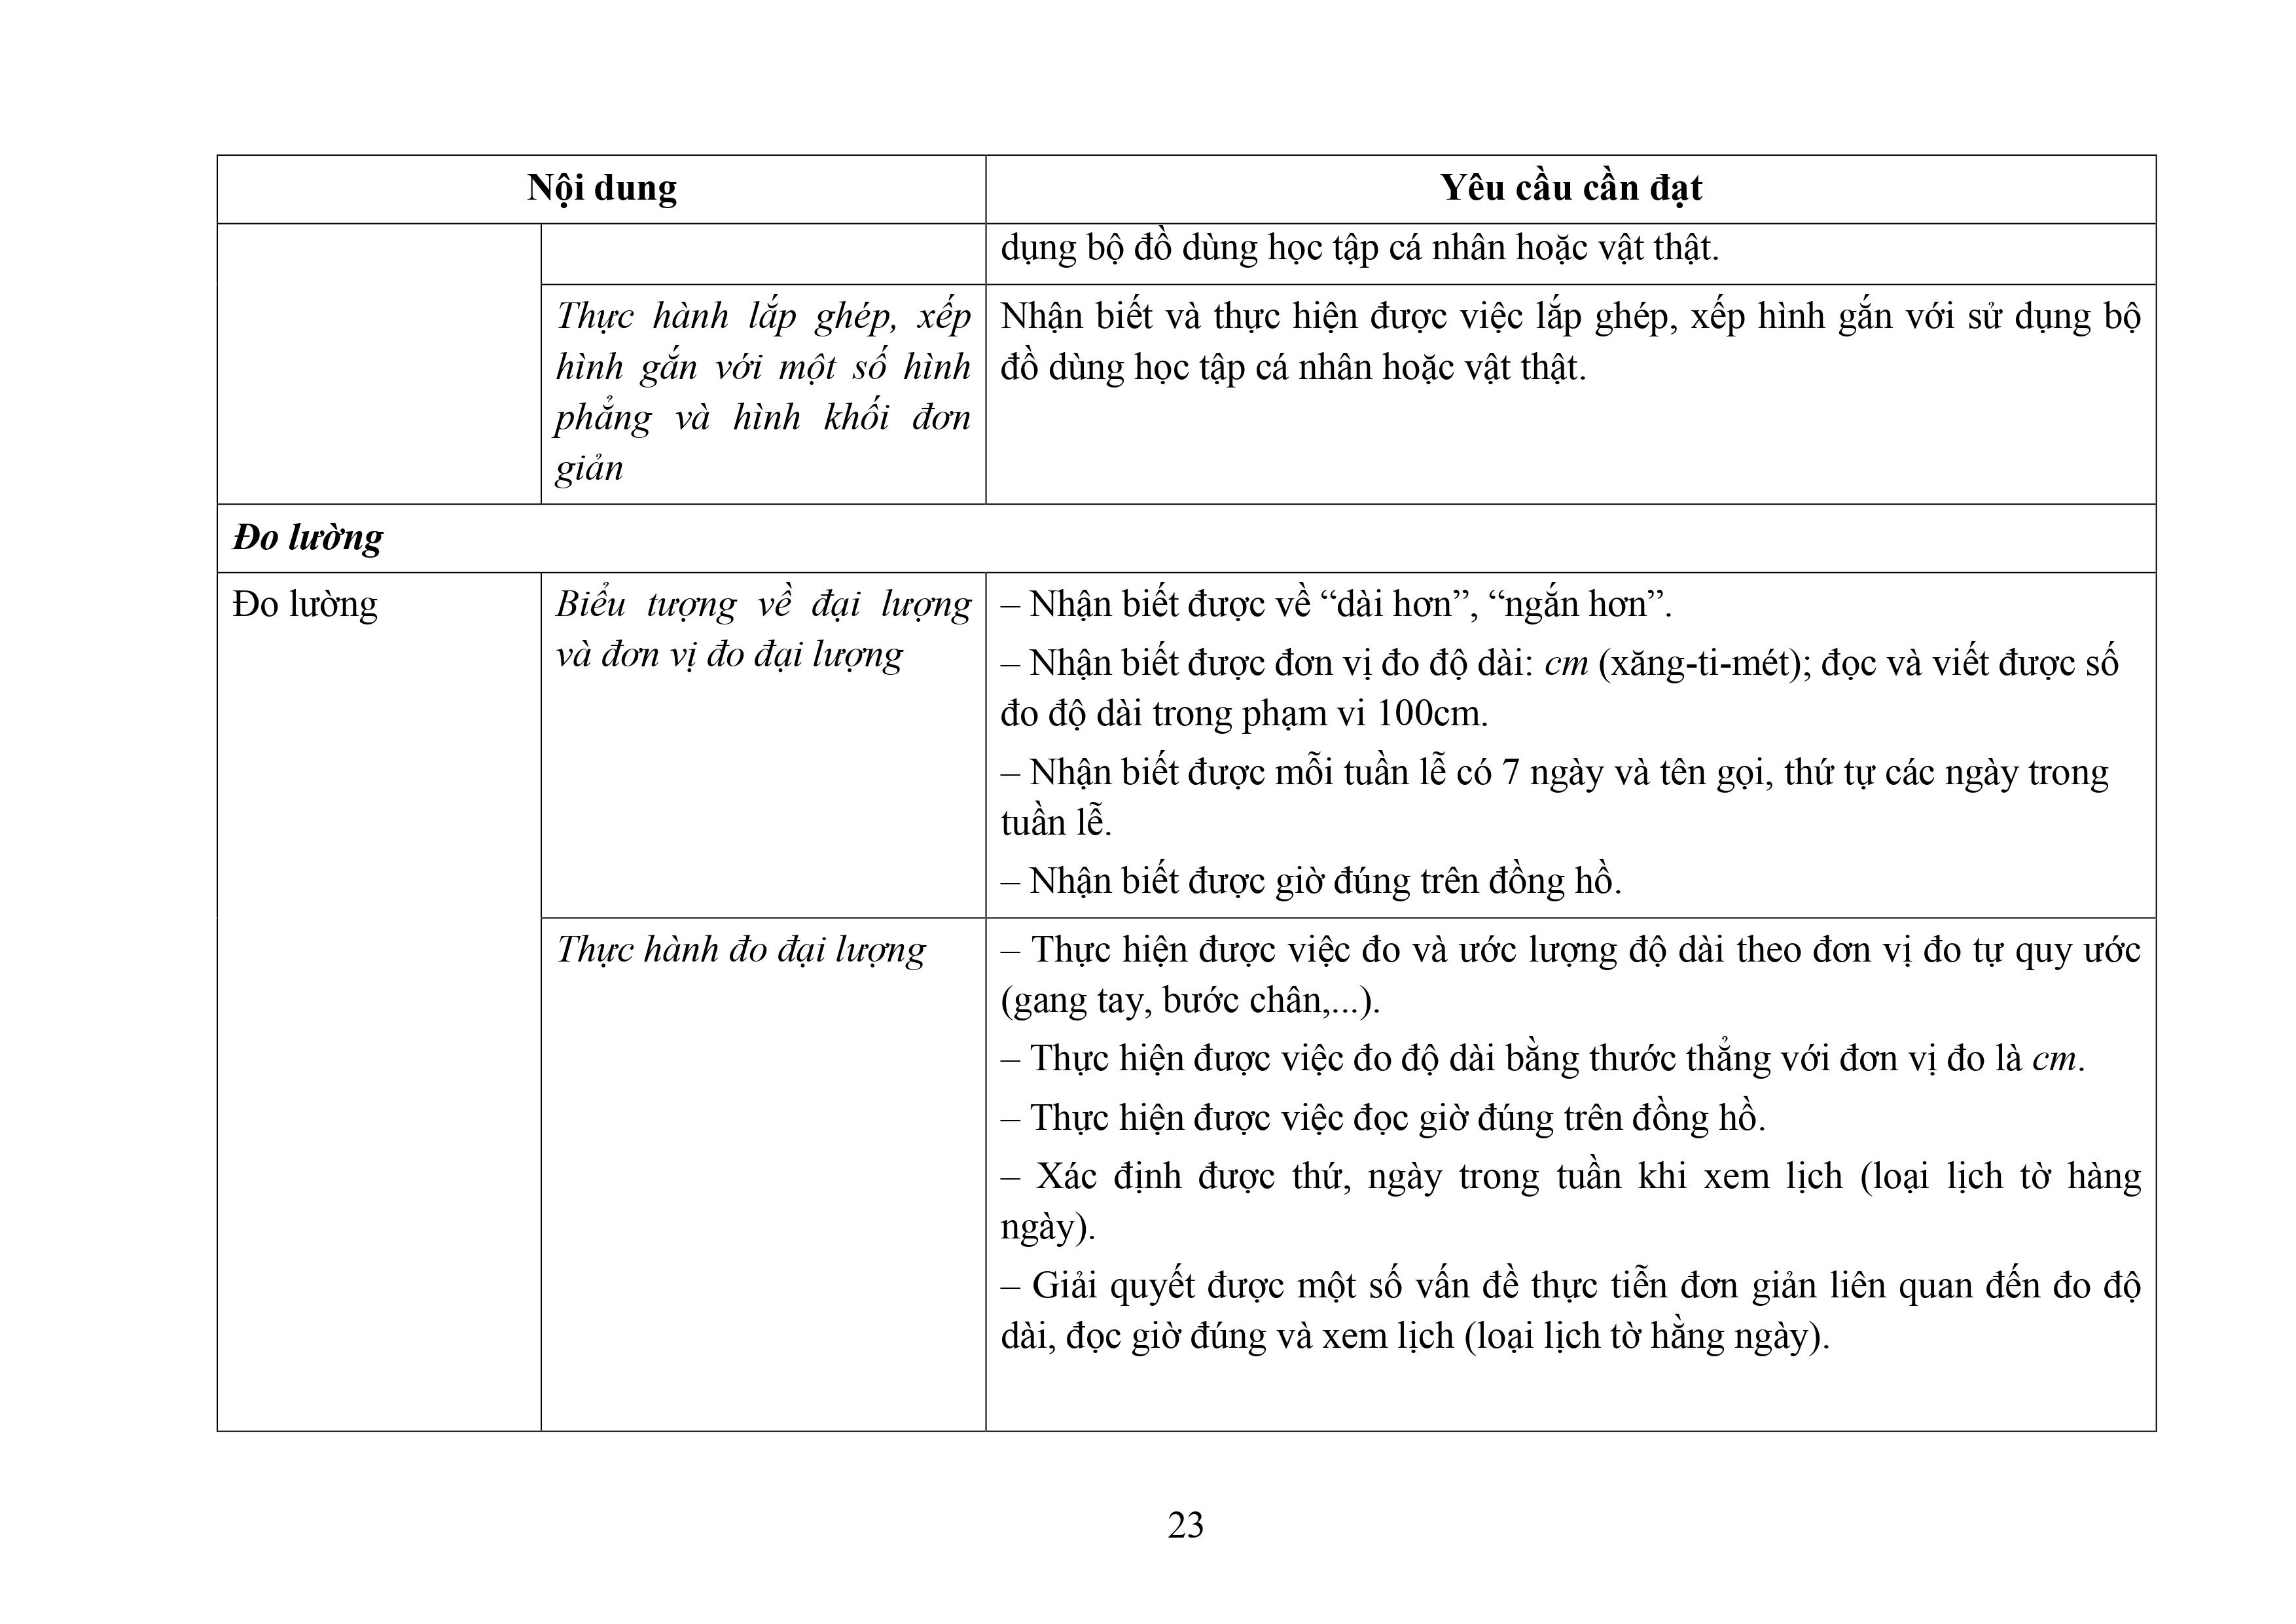 Nội dung
Yêu cầu cần đạt
dụng bộ đồ dùng học tập cá nhân hoặc vật thật.
Thực hành lắp ghép, xếp
hình gắn với một số hình
phẳng và hình khối đơn
giản
Nhận biết và thực hiện được việc lắp ghép, xếp hình gắn với sử dụng bộ
đồ dùng học tập cá nhân hoặc vật thật.
Đo lường
Đo lường
Biểu tượng về đại lượng
và đơn vị đo đại lượng
– Nhận biết được về “dài hơn”, “ngắn hơn”.
– Nhận biết được đơn vị đo độ dài: cm (xăng-ti-mét); đọc và viết được số
đo độ dài trong phạm vi 100cm.
– Nhận biết được mỗi tuần lễ có 7 ngày và tên gọi, thứ tự các ngày trong
tuần lễ.
– Nhận biết được giờ đúng trên đồng hồ.
Thực hành đo đại lượng
– Thực hiện được việc đo và ước lượng độ dài theo đơn vị đo tự quy ước
(gang tay, bước chân,...).
– Thực hiện được việc đo độ dài bằng thước thẳng với đơn vị đo là cm.
– Thực hiện được việc đọc giờ đúng trên đồng hồ.
– Xác định được thứ, ngày trong tuần khi xem lịch (loại lịch tờ hàng
ngày).
– Giải quyết được một số vấn đề thực tiễn đơn giản liên quan đến đo độ
dài, đọc giờ đúng và xem lịch (loại lịch tờ hằng ngày).
23